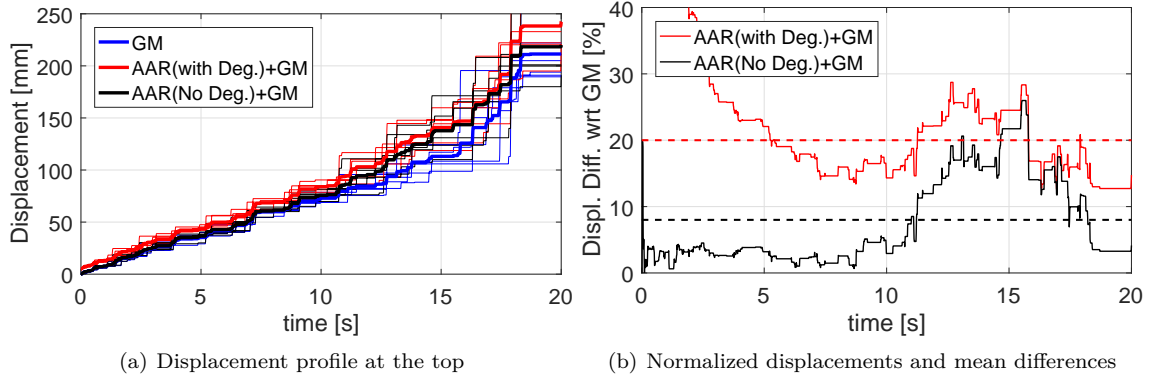 Displacement [mm]
250
200
150
100
50
0
GM
AAR(with Deg.)+GM
AAR(No Deg.)+GM
0 5 10 15 20
time [s]
(a) Displacement profile at the top
Displ. Diff. wrt GM [%]
40
30
20
10
0
AAR(with Deg.)+GM
AAR(No Deg.)+GM
0 5 10 15 20
time [s]
(b) Normalized displacements and mean differences